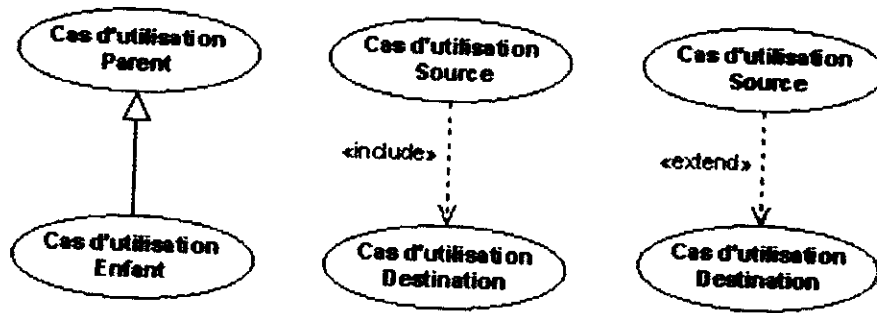 Cas d'utilisation
Parent
Cas d'utilisation
Source
Cas d'utilisation
Source
«include»
«extend»
Cas d'utilisation
Enfant
Cas d'utilisation
Destination
Cas d'utilisation
Destination